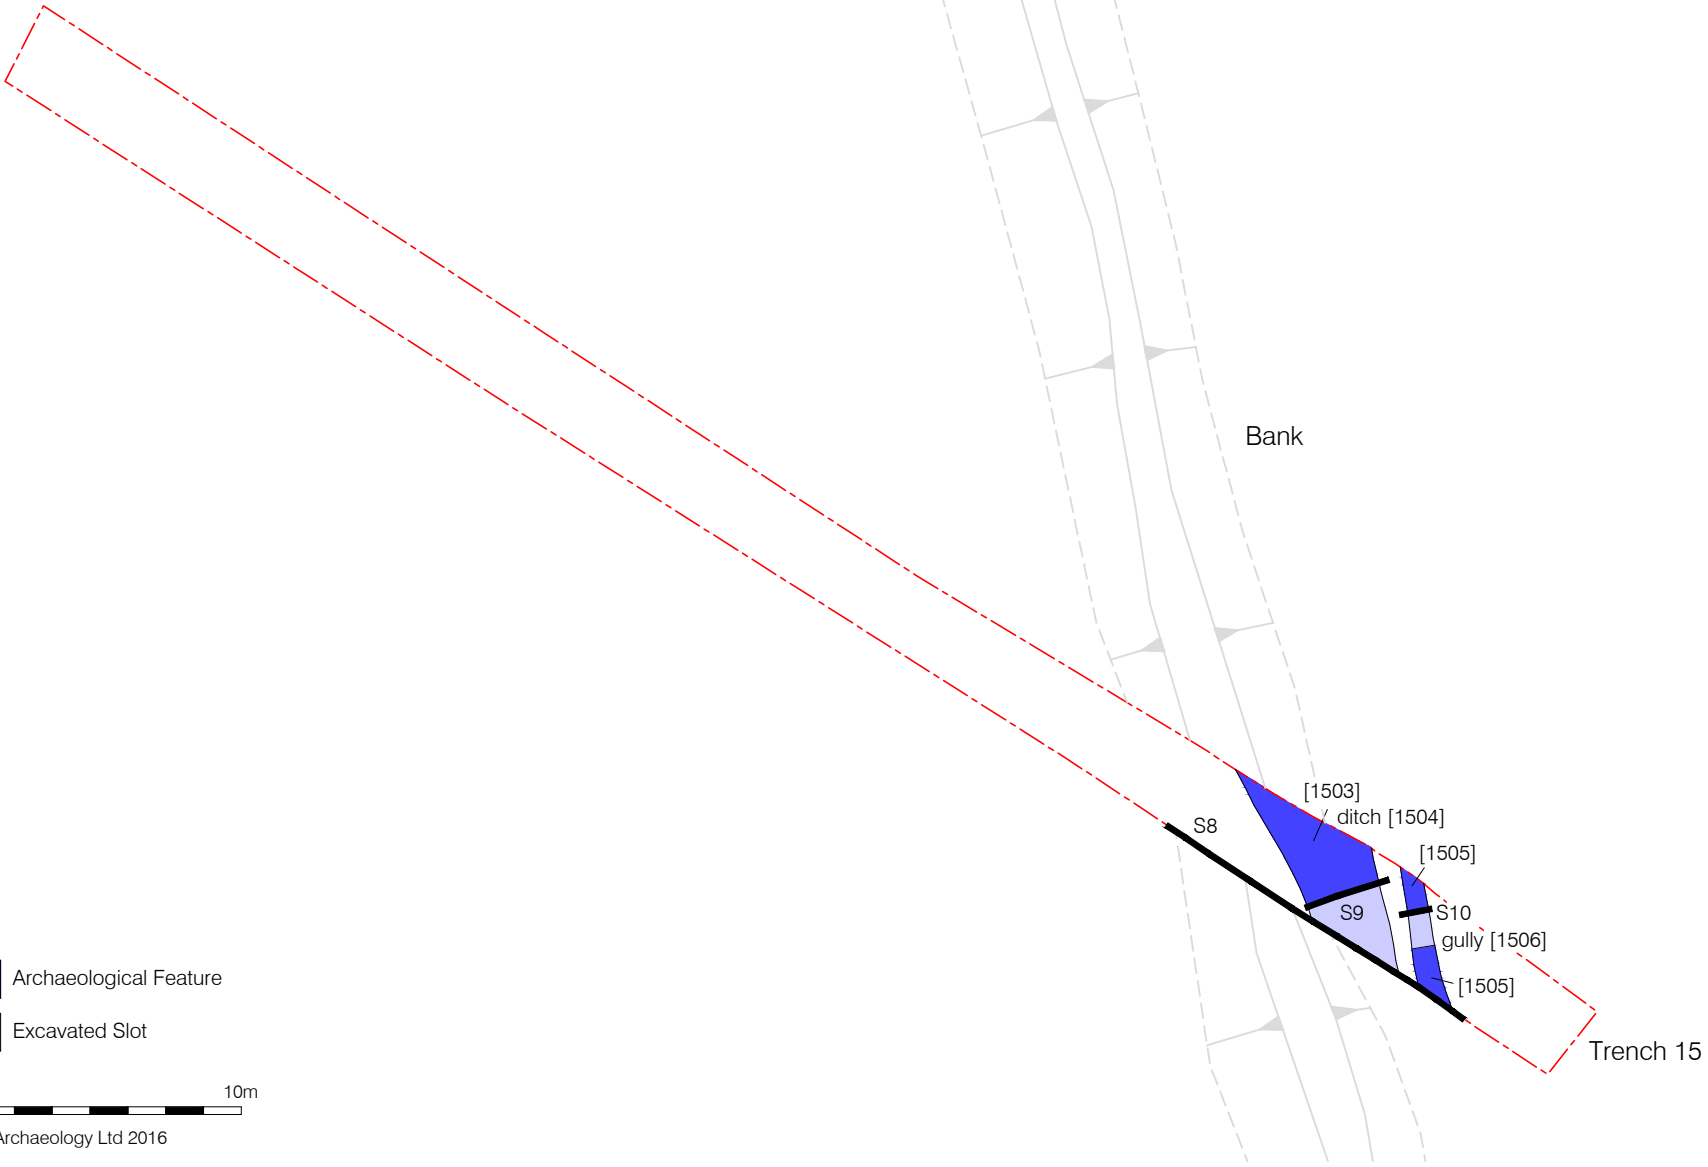 Bank
[1503]
ditch [1504]
S8
[1505]
S9
S10
gully [1506]
[1505]
Archaeological Feature
Excavated Slot
Trench 15
10m
Archaeology Ltd 2016